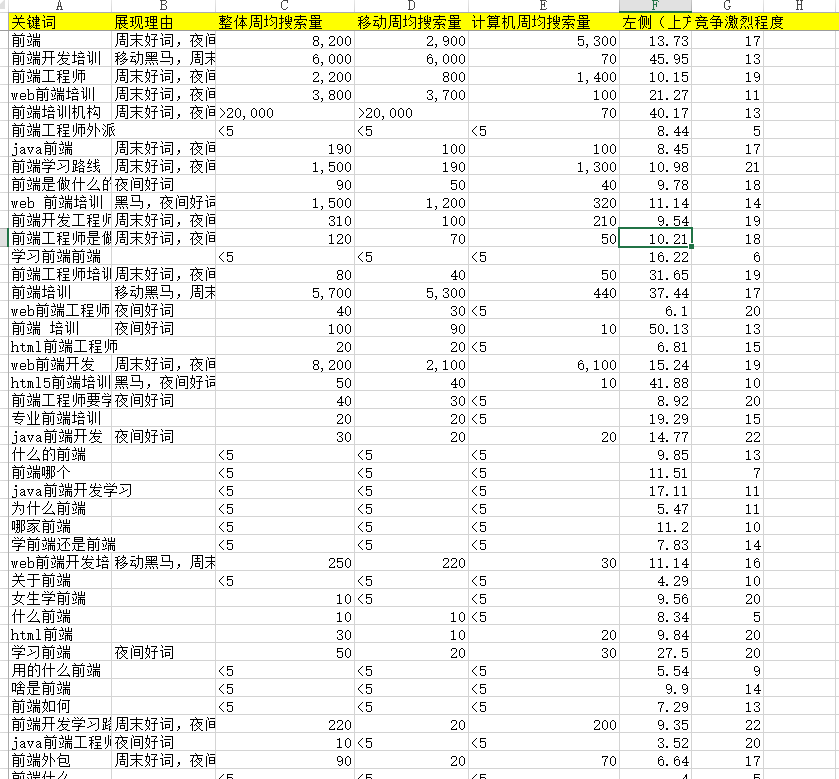 A B C D E F G H
关键词 展现理由 整体周均搜索量 移动周均搜索量 计算机周均搜索量 左侧（上 竞争激烈程度
前端 周末好词，夜间 8,200 2,900 5,300 13.73 17
前端开发培训 移动黑马，周末 6,000 6,000 70 45.95 13
前端工程师 周末好词，夜间 2,200 800 1,400 10.15 19
web前端培训 周末好词，夜间 3,800 3,700 100 21.27 11
前端培训机构 周末好词，夜间 >20,000 >20,000 70 40.17 13
前端工程师外派 <5 <5 <5 8.44 5
java前端 周末好词，夜间 190 100 100 8.45 17
前端学习路线 周末好词，夜间 1,500 190 1,300 10.98 21
前端是做什么的 夜间好词 90 50 40 9.78 18
web 前端培训 黑马，夜间好词 1,500 1,200 320 11.14 14
前端开发工程师 周末好词，夜间 310 100 210 9.54 19
前端工程师是做 周末好词，夜间 120 70 50 10.21 18
学习前端前端 <5 <5 <5 16.22 6
前端工程师培训 周末好词，夜间 80 40 50 31.65 19
前端培训 移动黑马，周末 5,700 5,300 440 37.44 17
web前端工程师 夜间好词 40 30 <5 6.1 20
前端 培训 夜间好词 100 90 10 50.13 13
html前端工程师 20 20 <5 6.81 15
web前端开发 周末好词，夜间 8,200 2,100 6,100 15.24 19
html5前端培训 黑马，夜间好词 50 40 10 41.88 10
前端工程师要学 夜间好词 40 30 <5 8.92 20
专业前端培训 20 20 <5 19.29 15
java前端开发 夜间好词 30 20 20 14.77 22
什么的前端 <5 <5 <5 9.85 13
前端哪个 <5 <5 <5 11.51 7
java前端开发学习 <5 <5 <5 17.11 11
为什么前端 <5 <5 <5 5.47 11
哪家前端 <5 <5 <5 11.2 10
学前端还是前端 <5 <5 <5 7.83 14
web前端开发培 移动黑马，周末 250 220 30 11.14 16
关于前端 <5 <5 <5 4.29 10
女生学前端 10 <5 <5 9.56 20
什么前端 10 10 <5 8.34 5
html前端 30 10 20 9.84 20
学习前端 夜间好词 50 20 30 27.5 20
用的什么前端 <5 <5 <5 5.54 9
啥是前端 <5 <5 <5 9.9 14
前端如何 <5 <5 <5 7.29 13
前端开发学习路 周末好词，夜间 220 20 200 9.35 22
java前端工程师 夜间好词 10 <5 <5 3.52 20
前端外包 周末好词，夜间 90 20 70 6.64 17
前端什么 <5 <5 <5 4 5